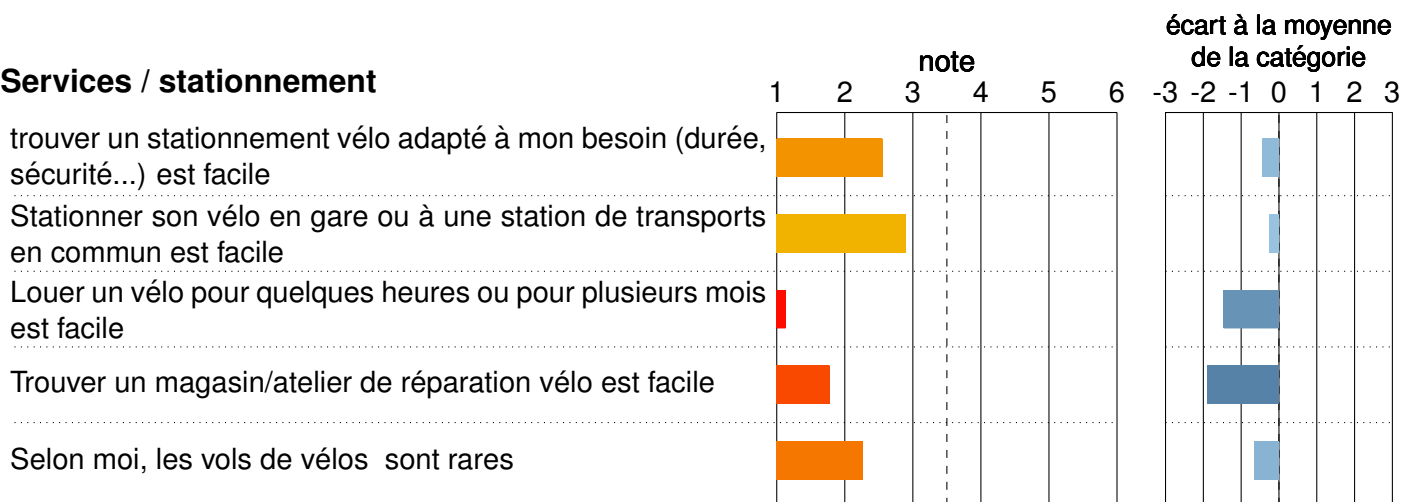 écart à la moyenne
de la catégorie
note
Services / stationnement
1 2 3 4 5 6
-3 -2 -1 0 1 2 3
trouver un stationnement vélo adapté à mon besoin (durée,
sécurité...) est facile
Stationner son vélo en gare ou à une station de transports
en commun est facile
Louer un vélo pour quelques heures ou pour plusieurs mois
est facile
Trouver un magasin/atelier de réparation vélo est facile
Selon moi, les vols de vélos sont rares